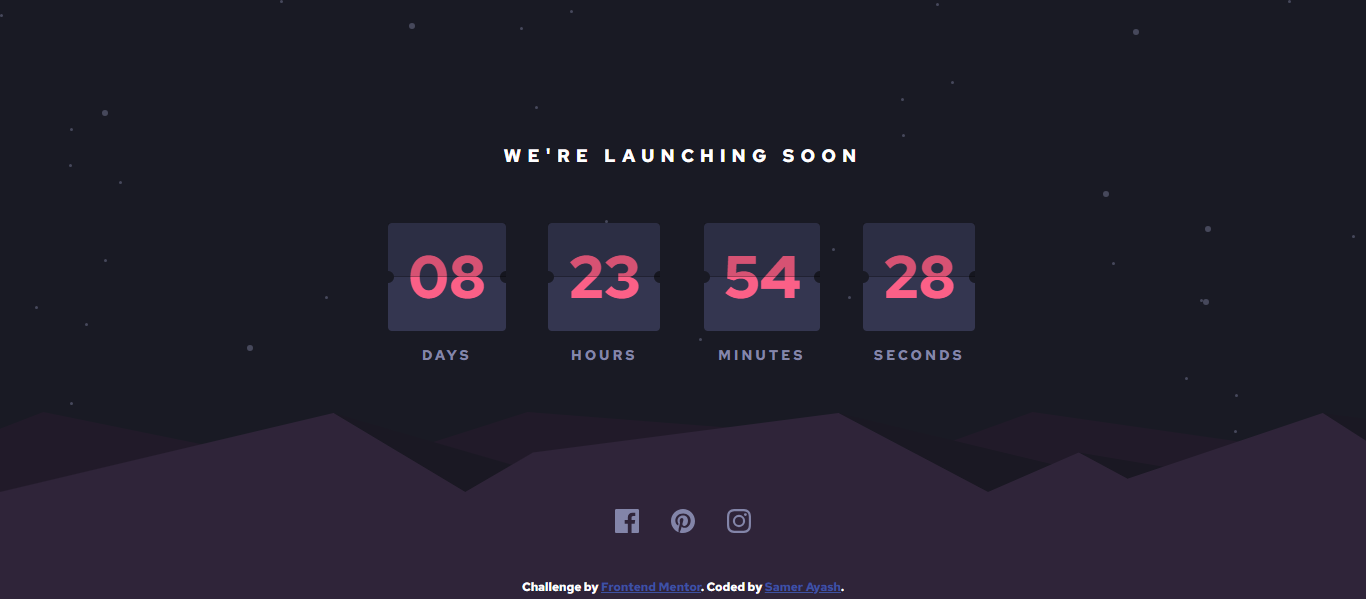 WE'RE LAUNCHING SOON
08 23 54 28
DAYS HOURS MINUTES SECONDS
Challenge by Frontend Mentor. Coded by Samer Ayash.